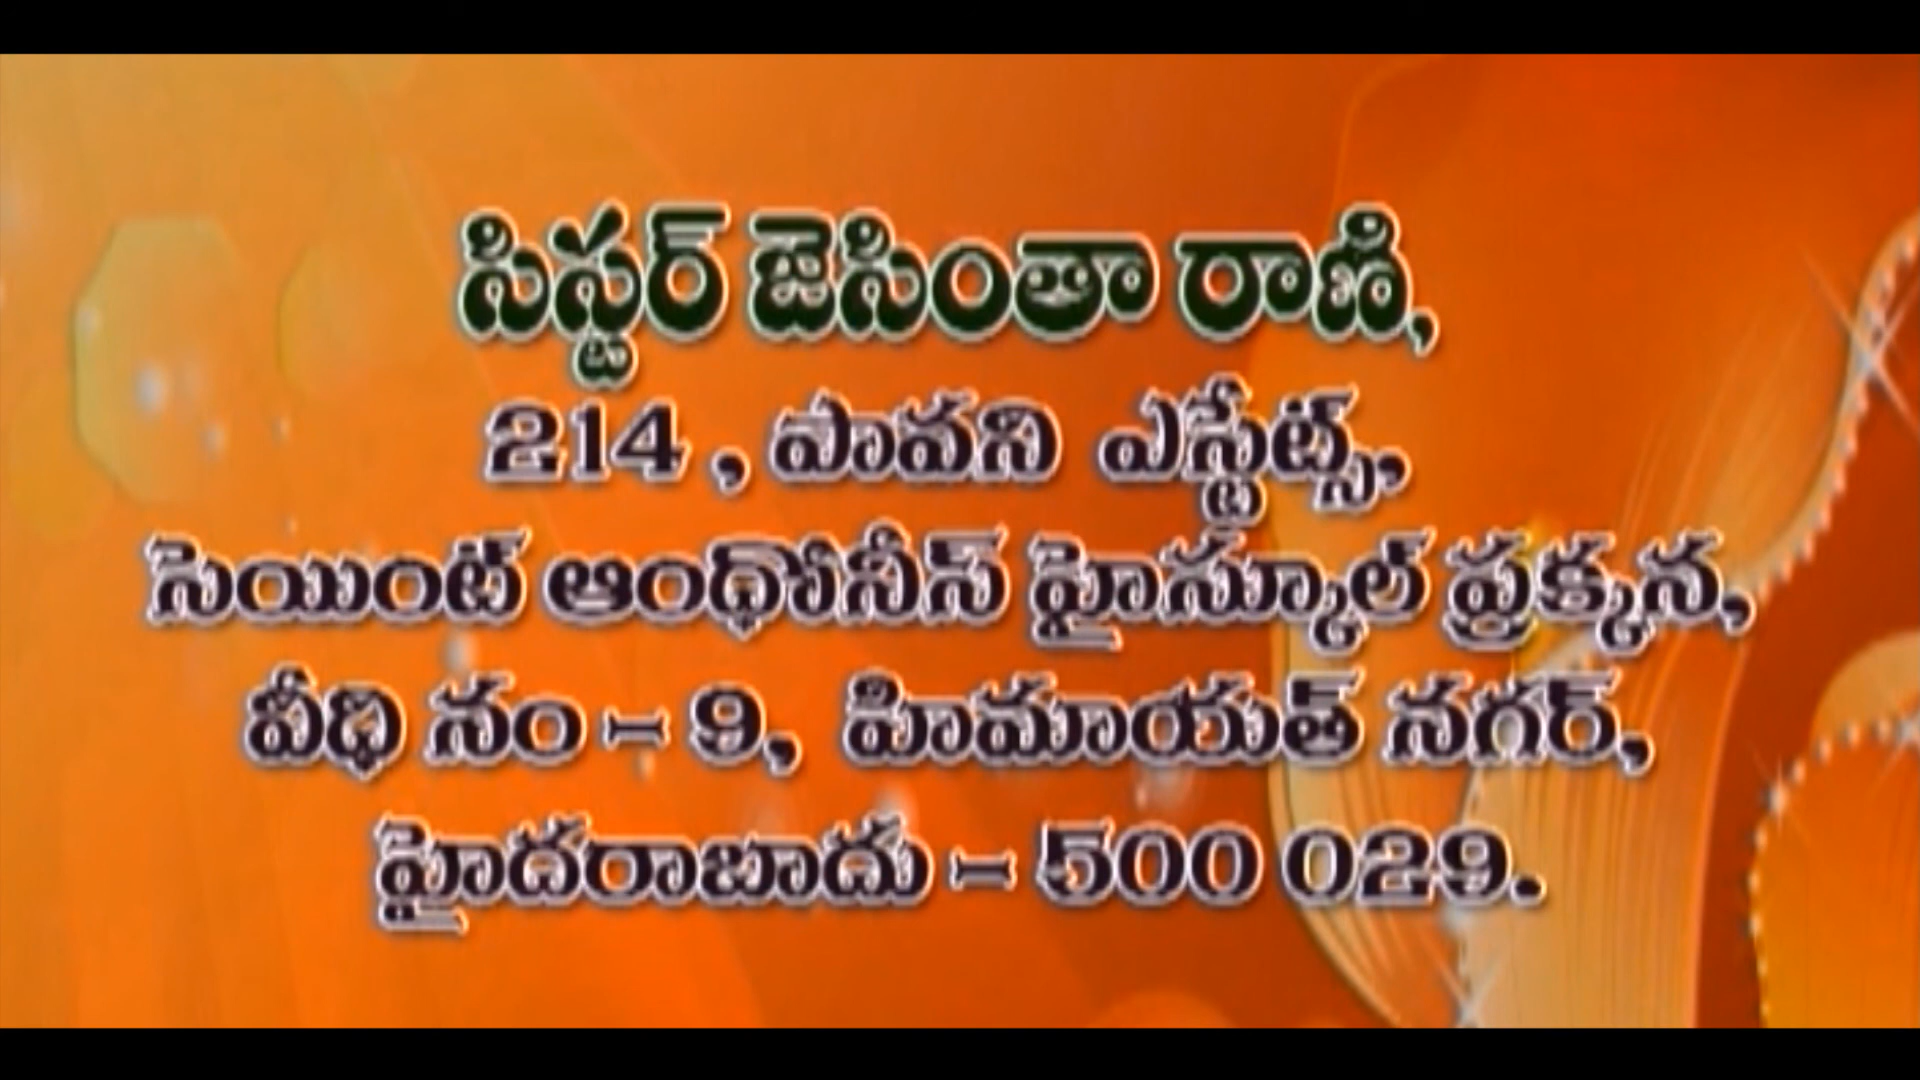 సిస్టర్ జెసింతా రాణి,
214 , పావని ఎస్టేట్స్,
సెయింట్ ఆంథోనీస్ హైస్కూల్ ప్రక్కన,
వీధి నం - 9, హిమాయత్ నగర్,
హైదరాబాదు - 500 029.